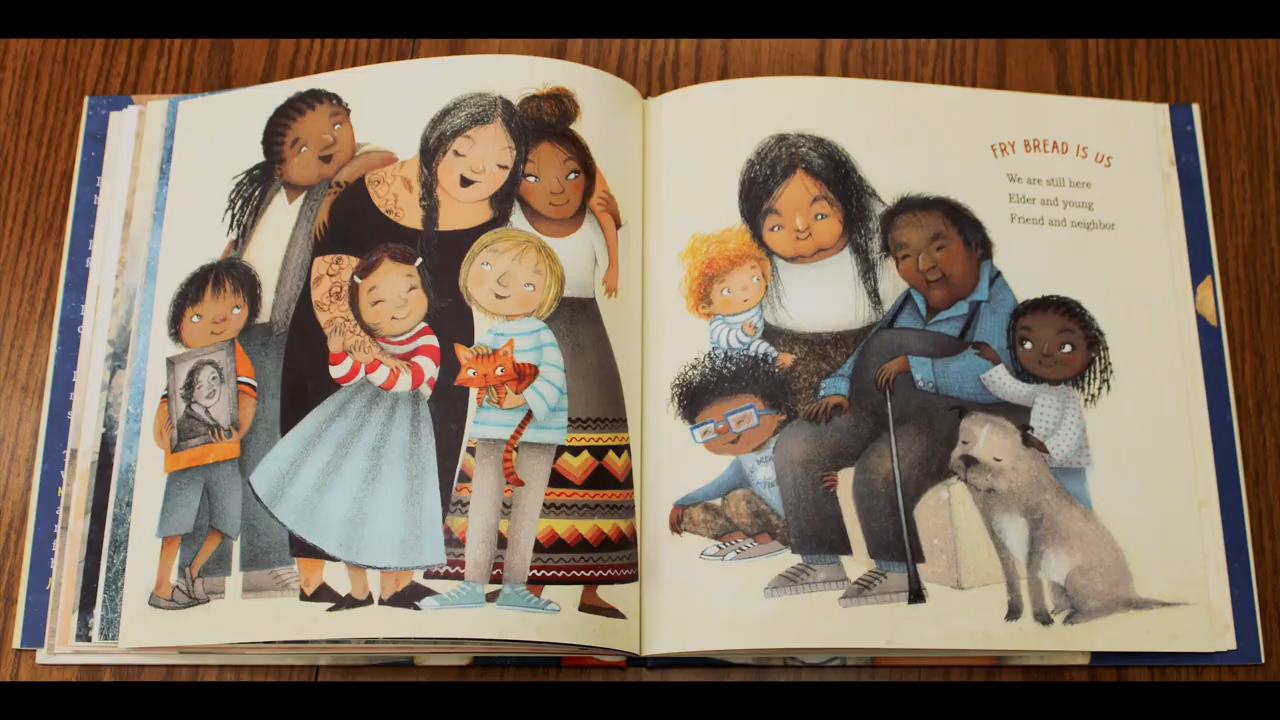 FRY BREAD IS US
We are still here
Elder and young
Friend and neighbor